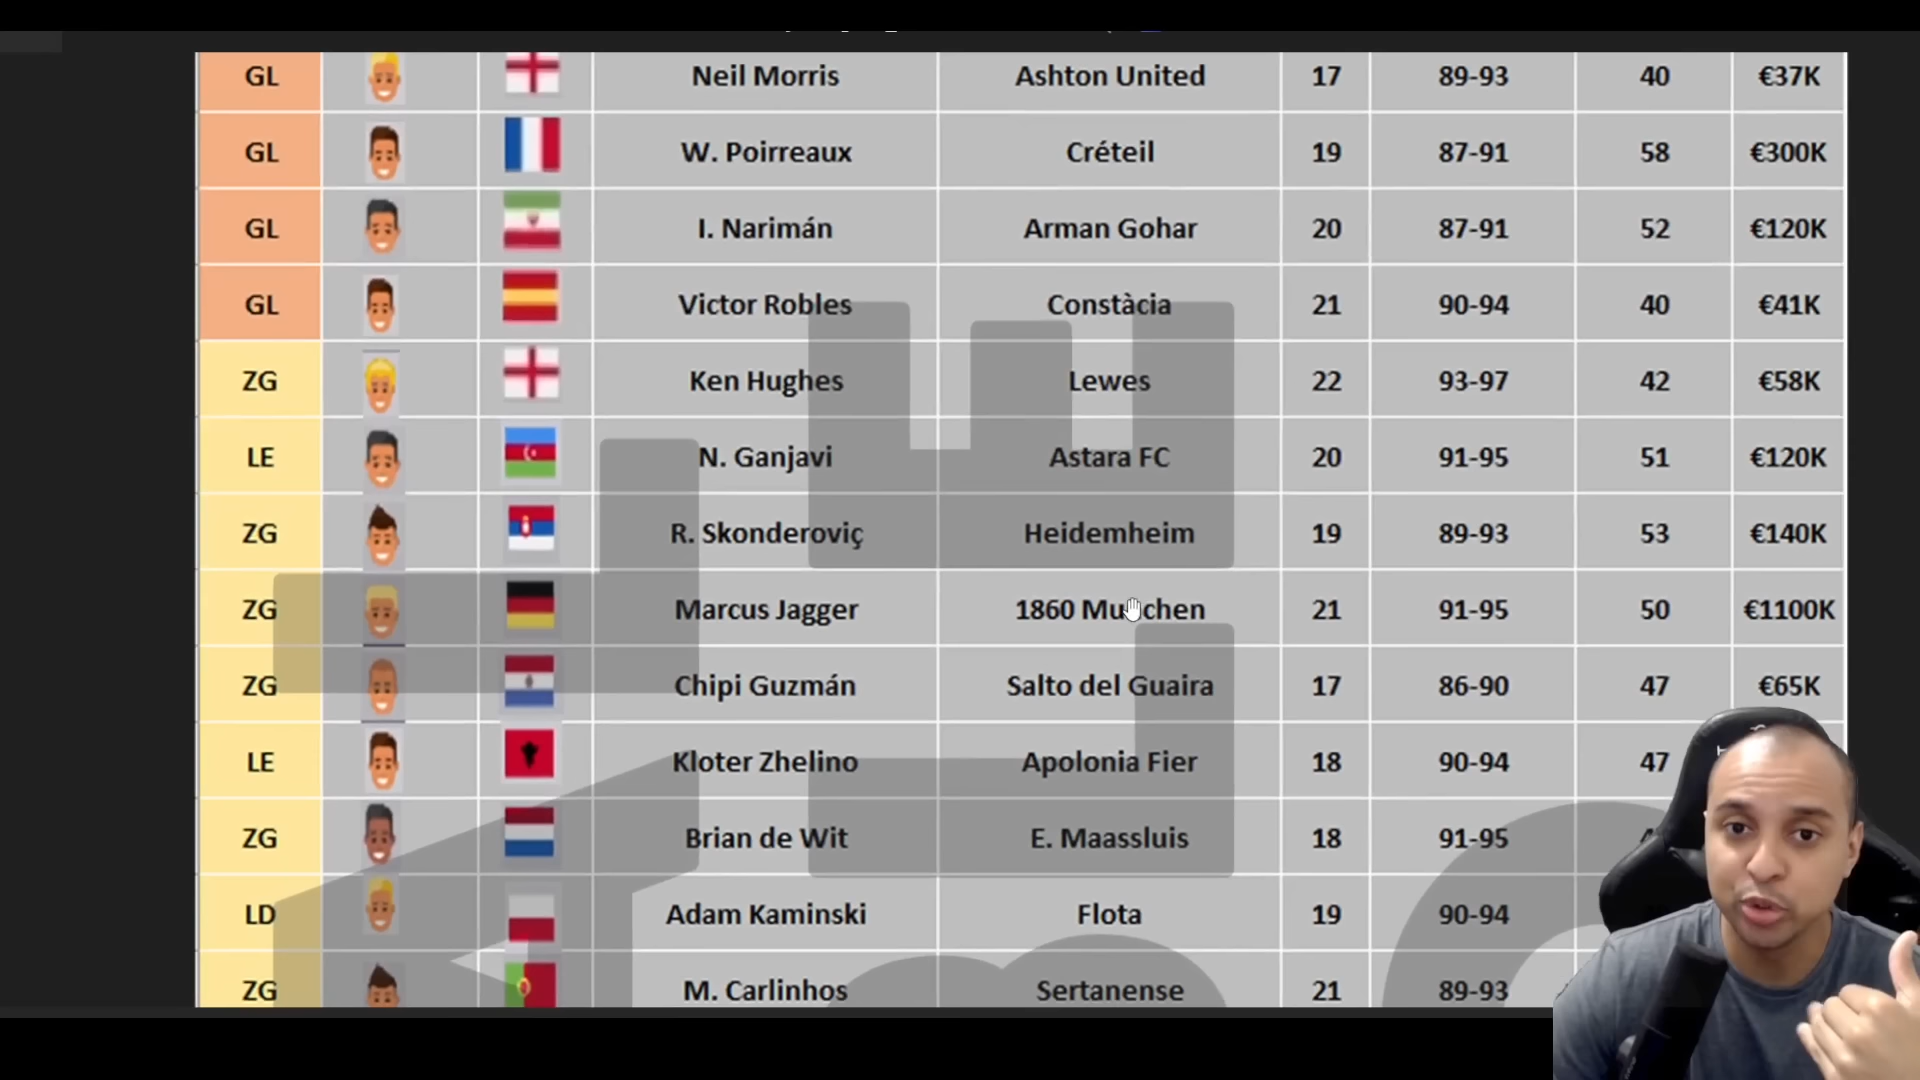 GL Neil Morris Ashton United 17 89-93 40 €37K
GL W. Poirreaux Créteil 19 87-91 58 €300K
GL I. Narimán Arman Gohar 20 87-91 52 €120K
GL Victor Robles Constàcia 21 90-94 40 €41K
ZG Ken Hughes Lewes 22 93-97 42 €58K
LE N. Ganjavi Astara FC 20 91-95 51 €120K
ZG R. Skonderoviç Heidemheim 19 89-93 53 €140K
ZG Marcus Jagger 1860 Munchen 21 91-95 50 €1100K
ZG Chipi Guzmán Salto del Guaira 17 86-90 47 €65K
LE Kloter Zhelino Apolonia Fier 18 90-94 47
ZG Brian de Wit E. Maassluis 18 91-95
LD Adam Kaminski Flota 19 90-94
ZG M. Carlinhos Sertanense 21 89-93